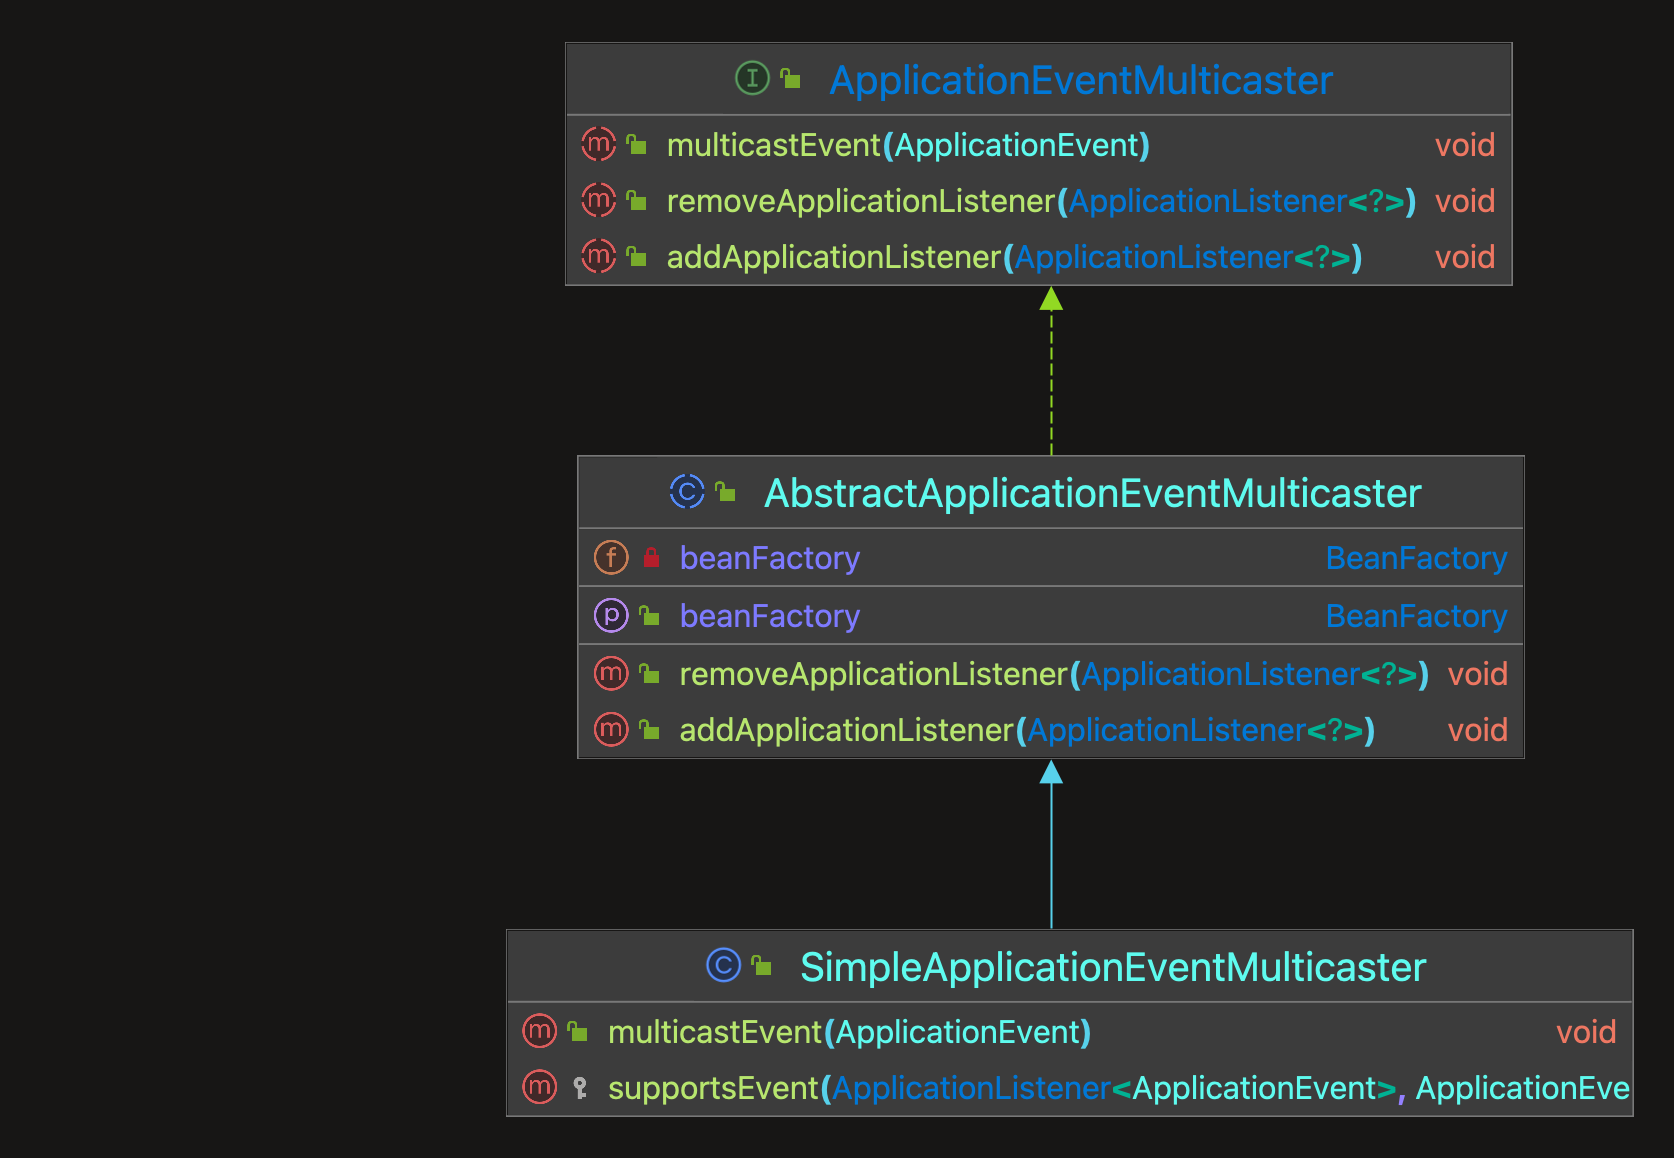 I ApplicationEventMulticaster
m multicastEvent(ApplicationEvent) void
m removeApplicationListener(ApplicationListener<?>) void
m addApplicationListener(ApplicationListener<?>) void
C AbstractApplicationEventMulticaster
f beanFactory BeanFactory
p beanFactory BeanFactory
m removeApplicationListener(ApplicationListener<?>) void
m addApplicationListener(ApplicationListener<?>) void
C SimpleApplicationEventMulticaster
m multicastEvent(ApplicationEvent) void
m supportsEvent(ApplicationListener<ApplicationEvent>, ApplicationEve